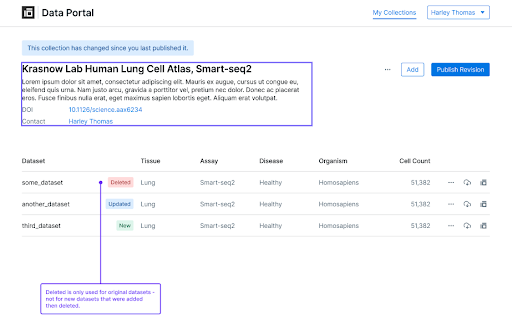 Data Portal
My Collections
Harley Thomas
This collection has changed since you last published it.
Krasnow Lab Human Lung Cell Atlas, Smart-seq2
Add
Publish Revision
Lorem ipsum dolor sit amet, consectetur adipiscing elit. Mauris ex augue, cursus ut congue eu,
eleifend quis urna. Nam justo arcu, gravida a porttitor vel, pretium nec dolor. Donec ac placerat
eros. Fusce finibus nulla erat, eget maximus sapien lobortis eget. Aliquam erat volutpat.
DOI 10.1126/science.aax6234
Contact Harley Thomas
Dataset Tissue Assay Disease Organism Cell Count
some_dataset Deleted Lung Smart-seq2 Healthy Homosapiens 51,382
another_dataset Updated Lung Smart-seq2 Healthy Homosapiens 51,382
third_dataset New Lung Smart-seq2 Healthy Homosapiens 51,382
Deleted is only used for original datasets -
not for new datasets that were added
then deleted.